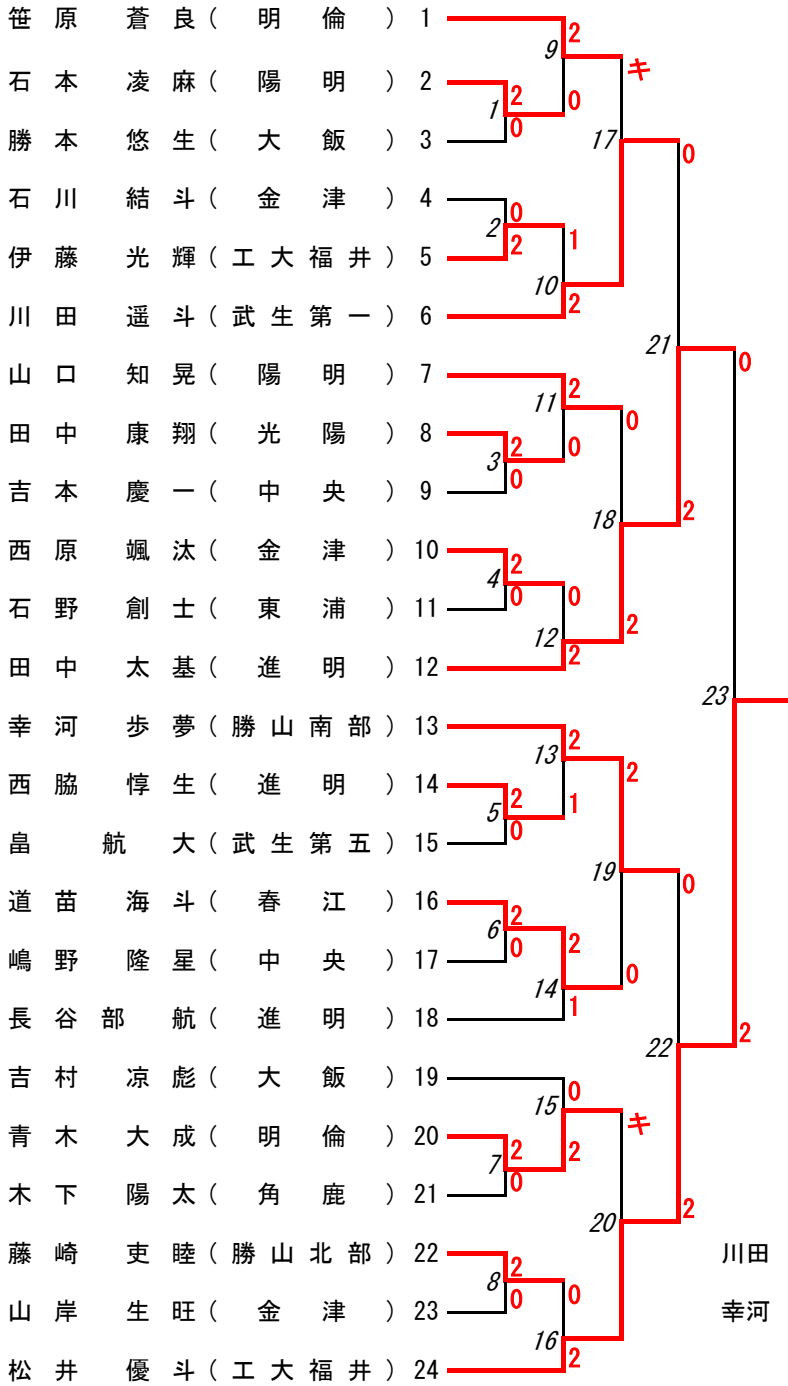 笹原 蒼良（明倫）1
2
9
キ
石本 凌麻（陽明）2
2
1
0
0
勝本 悠生（大飯）3
17
0
石川 結斗（金津）4
0
2
1
伊藤 光輝（工大福井）5
2
10
2
川田 遥斗（武生第一）6
21
0
山口 知晃（陽明）7
2
11
0
田中 康翔（光陽）8
2
3
0
0
吉本 慶一（中央）9
18
2
西原 颯汰（金津）10
2
4
0
0
石野 創士（東浦）11
12
2
2
田中 太基（進明）12
23
幸河 歩夢（勝山南部）13
2
13
2
西脇 惇生（進明）14
2
5
0
1
畠 航大（武生第五）15
19
0
道苗 海斗（春江）16
2
6
0
2
嶋野 隆星（中央）17
0
14
1
長谷部 航（進明）18
22
2
吉村 凉彪（大飯）19
0
15
キ
青木 大成（明倫）20
2
7
0
2
木下 陽太（角鹿）21
20
2
藤崎 吏睦（勝山北部）22
川田
2
8
0
0
山岸 生旺（金津）23
幸河
16
2
松井 優斗（工大福井）24